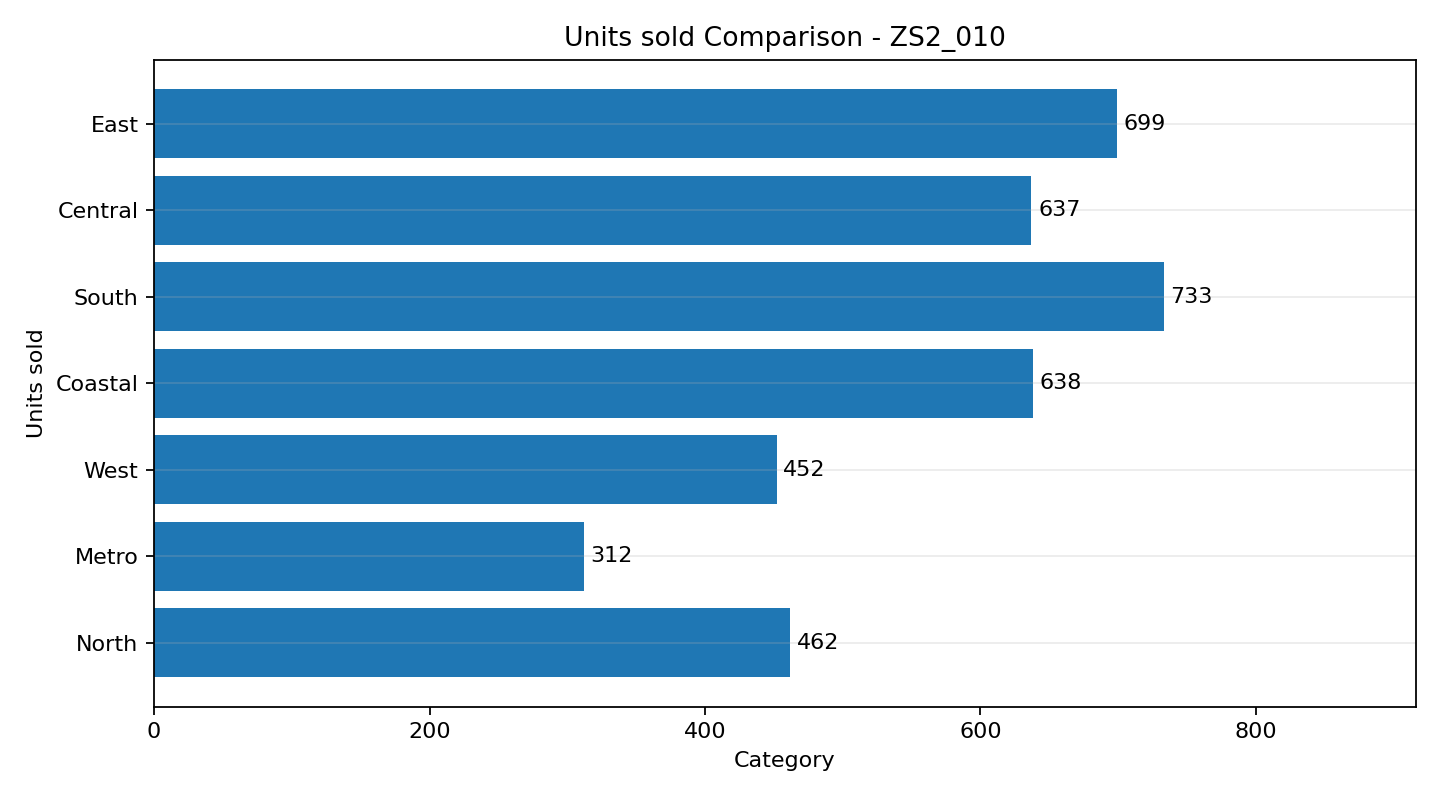 Units sold Comparison - ZS2_010
East
699
Central
637
South
733
Coastal
638
West
452
Metro
312
North
462
Units sold
0 200 400 600 800
Category